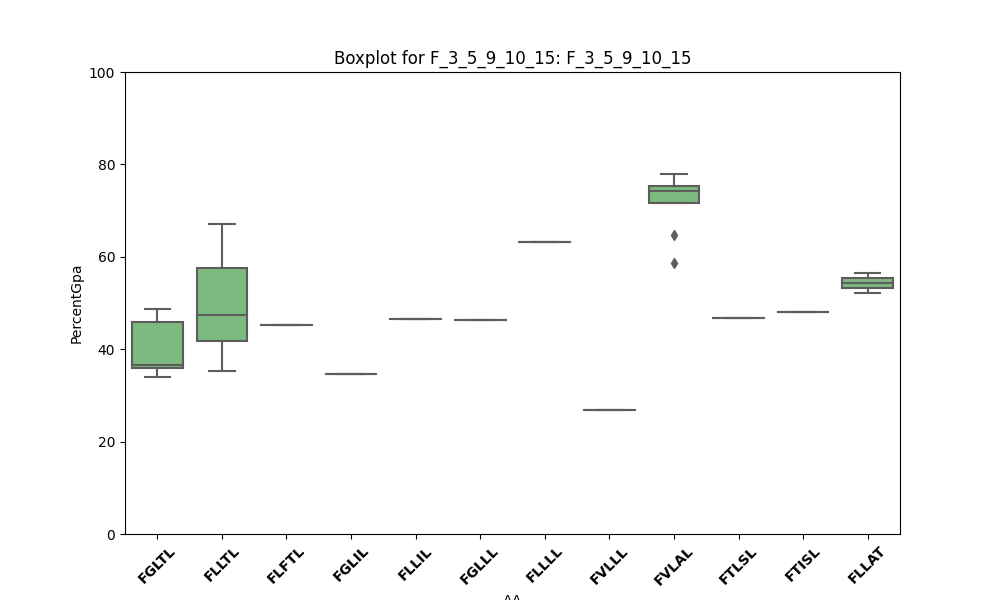 Boxplot for F_3_5_9_10_15: F_3_5_9_10_15
100
80
60
40
20
0
PercentGpa
FGLTL
FLLTL
FLFTL
FGLIL
FLLIL
FGLLL
FLLLL
FVLLL
FVLAL
FTLSL
FTISL
FLLAT
AA